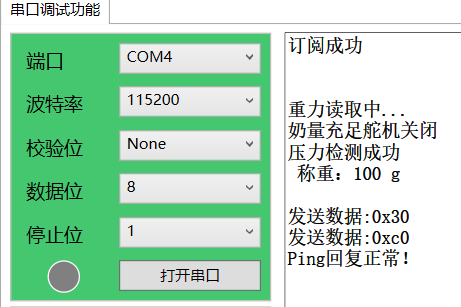 串口调试功能
端口 COM4
波特率 115200
校验位 None
数据位 8
停止位 1
打开串口
订阅成功
重力读取中...
奶量充足舵机关闭
压力检测成功
称重：100 g
发送数据:0x30
发送数据:0xc0
Ping回复正常！